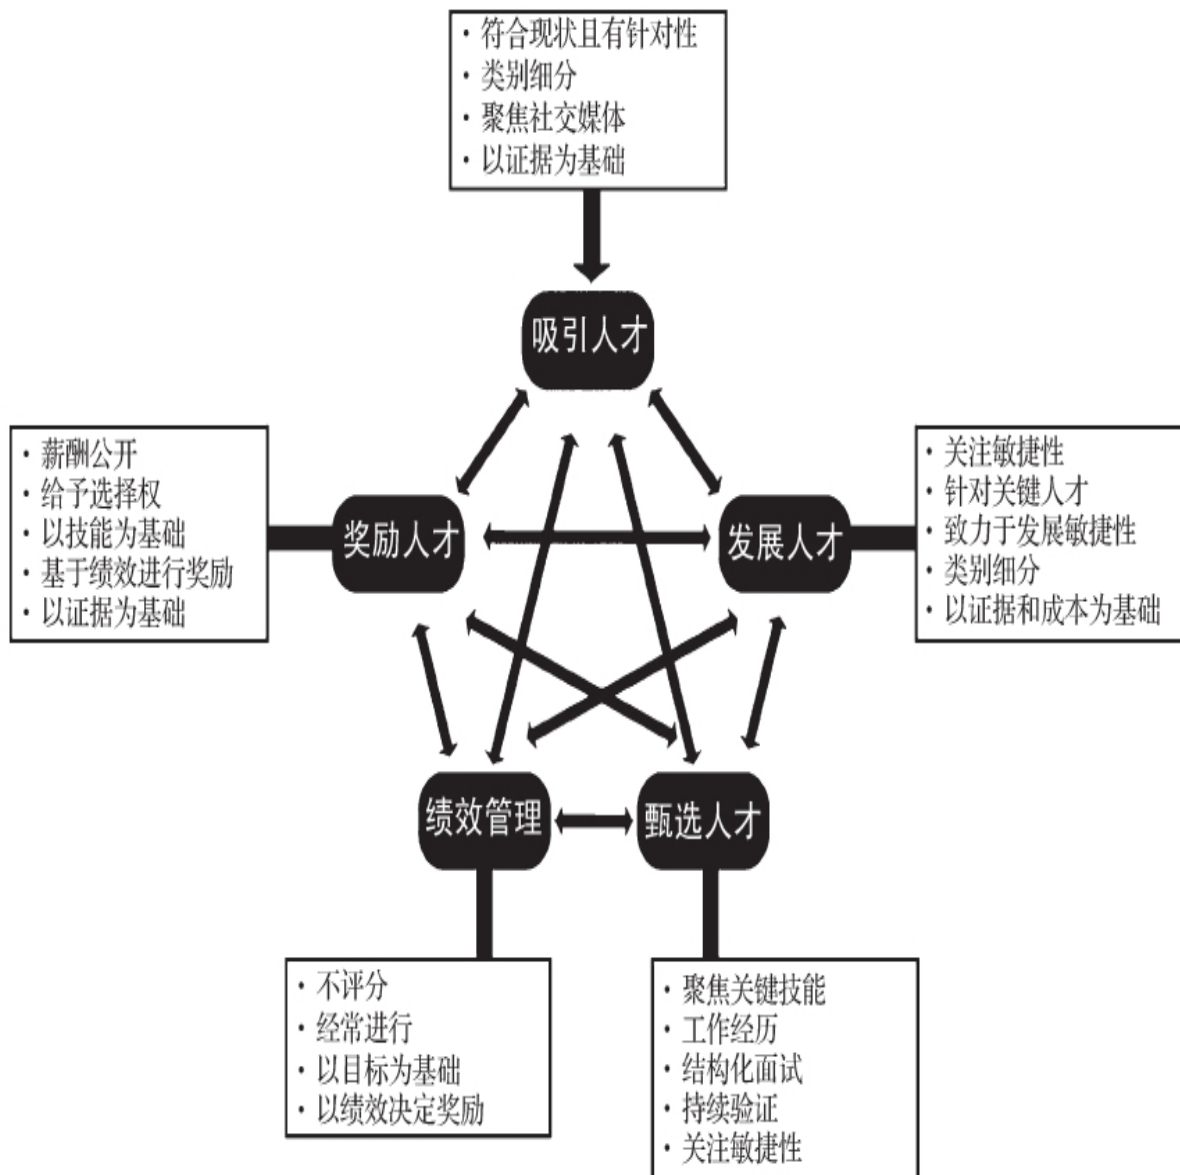 · 符合现状且有针对性
· 类别细分
· 聚焦社交媒体
· 以证据为基础
吸引人才
· 薪酬公开
· 给予选择权
· 以技能为基础
· 基于绩效进行奖励
· 以证据为基础
奖励人才
发展人才
· 关注敏捷性
· 针对关键人才
· 致力于发展敏捷性
· 类别细分
· 以证据和成本为基础
绩效管理
甄选人才
· 不评分
· 经常进行
· 以目标为基础
· 以绩效决定奖励
· 聚焦关键技能
· 工作经历
· 结构化面试
· 持续验证
· 关注敏捷性